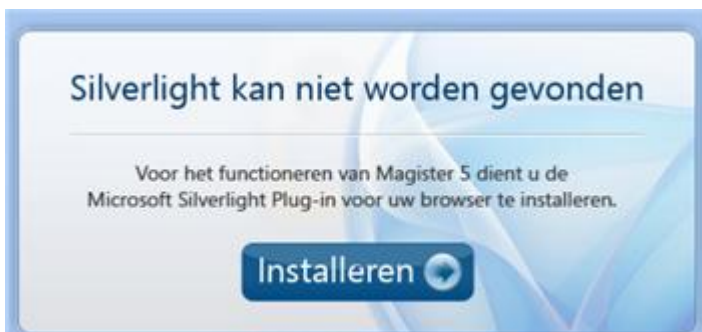 Silverlight kan niet worden gevonden
Voor het functioneren van Magister 5 dient u de
Microsoft Silverlight Plug-in voor uw browser te installeren.
Installeren